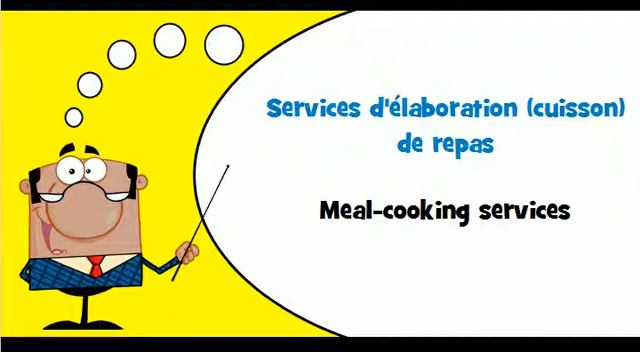 Services d'élaboration (cuisson)
de repas
Meal-cooking services